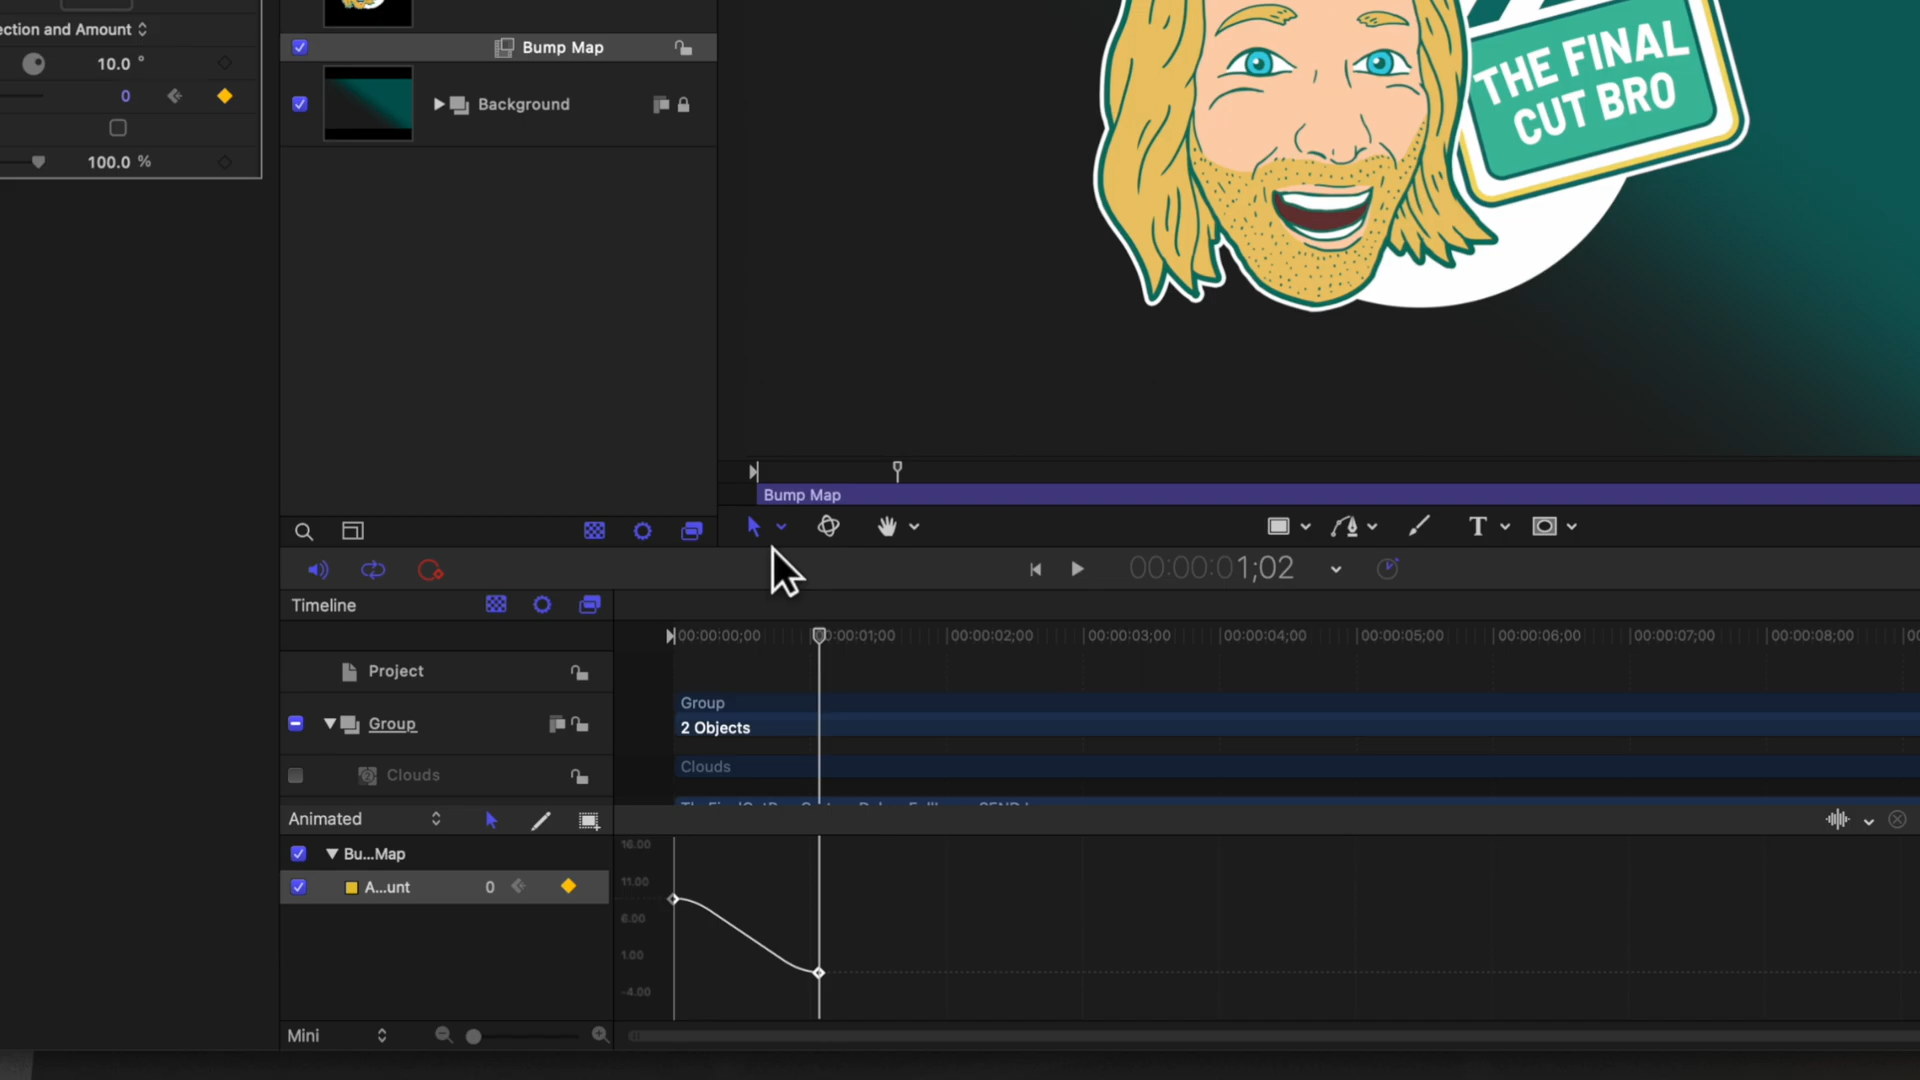 ection and Amount
10.0 °
0
100.0 %
Bump Map
Background
THE FINAL
CUT BRO
Bump Map
T
00:00:01;02
Timeline
00:00:00;00 0:00:01;00 00:00:02;00 00:00:03;00 00:00:04;00 00:00:05;00 00:00:06;00 00:00:07;00 00:00:08;00 00
Project
Group
Group
2 Objects
Clouds
Clouds
Animated
Bu...Map
A...unt 0
16.00
11.00
6.00
1.00
-4.00
Mini